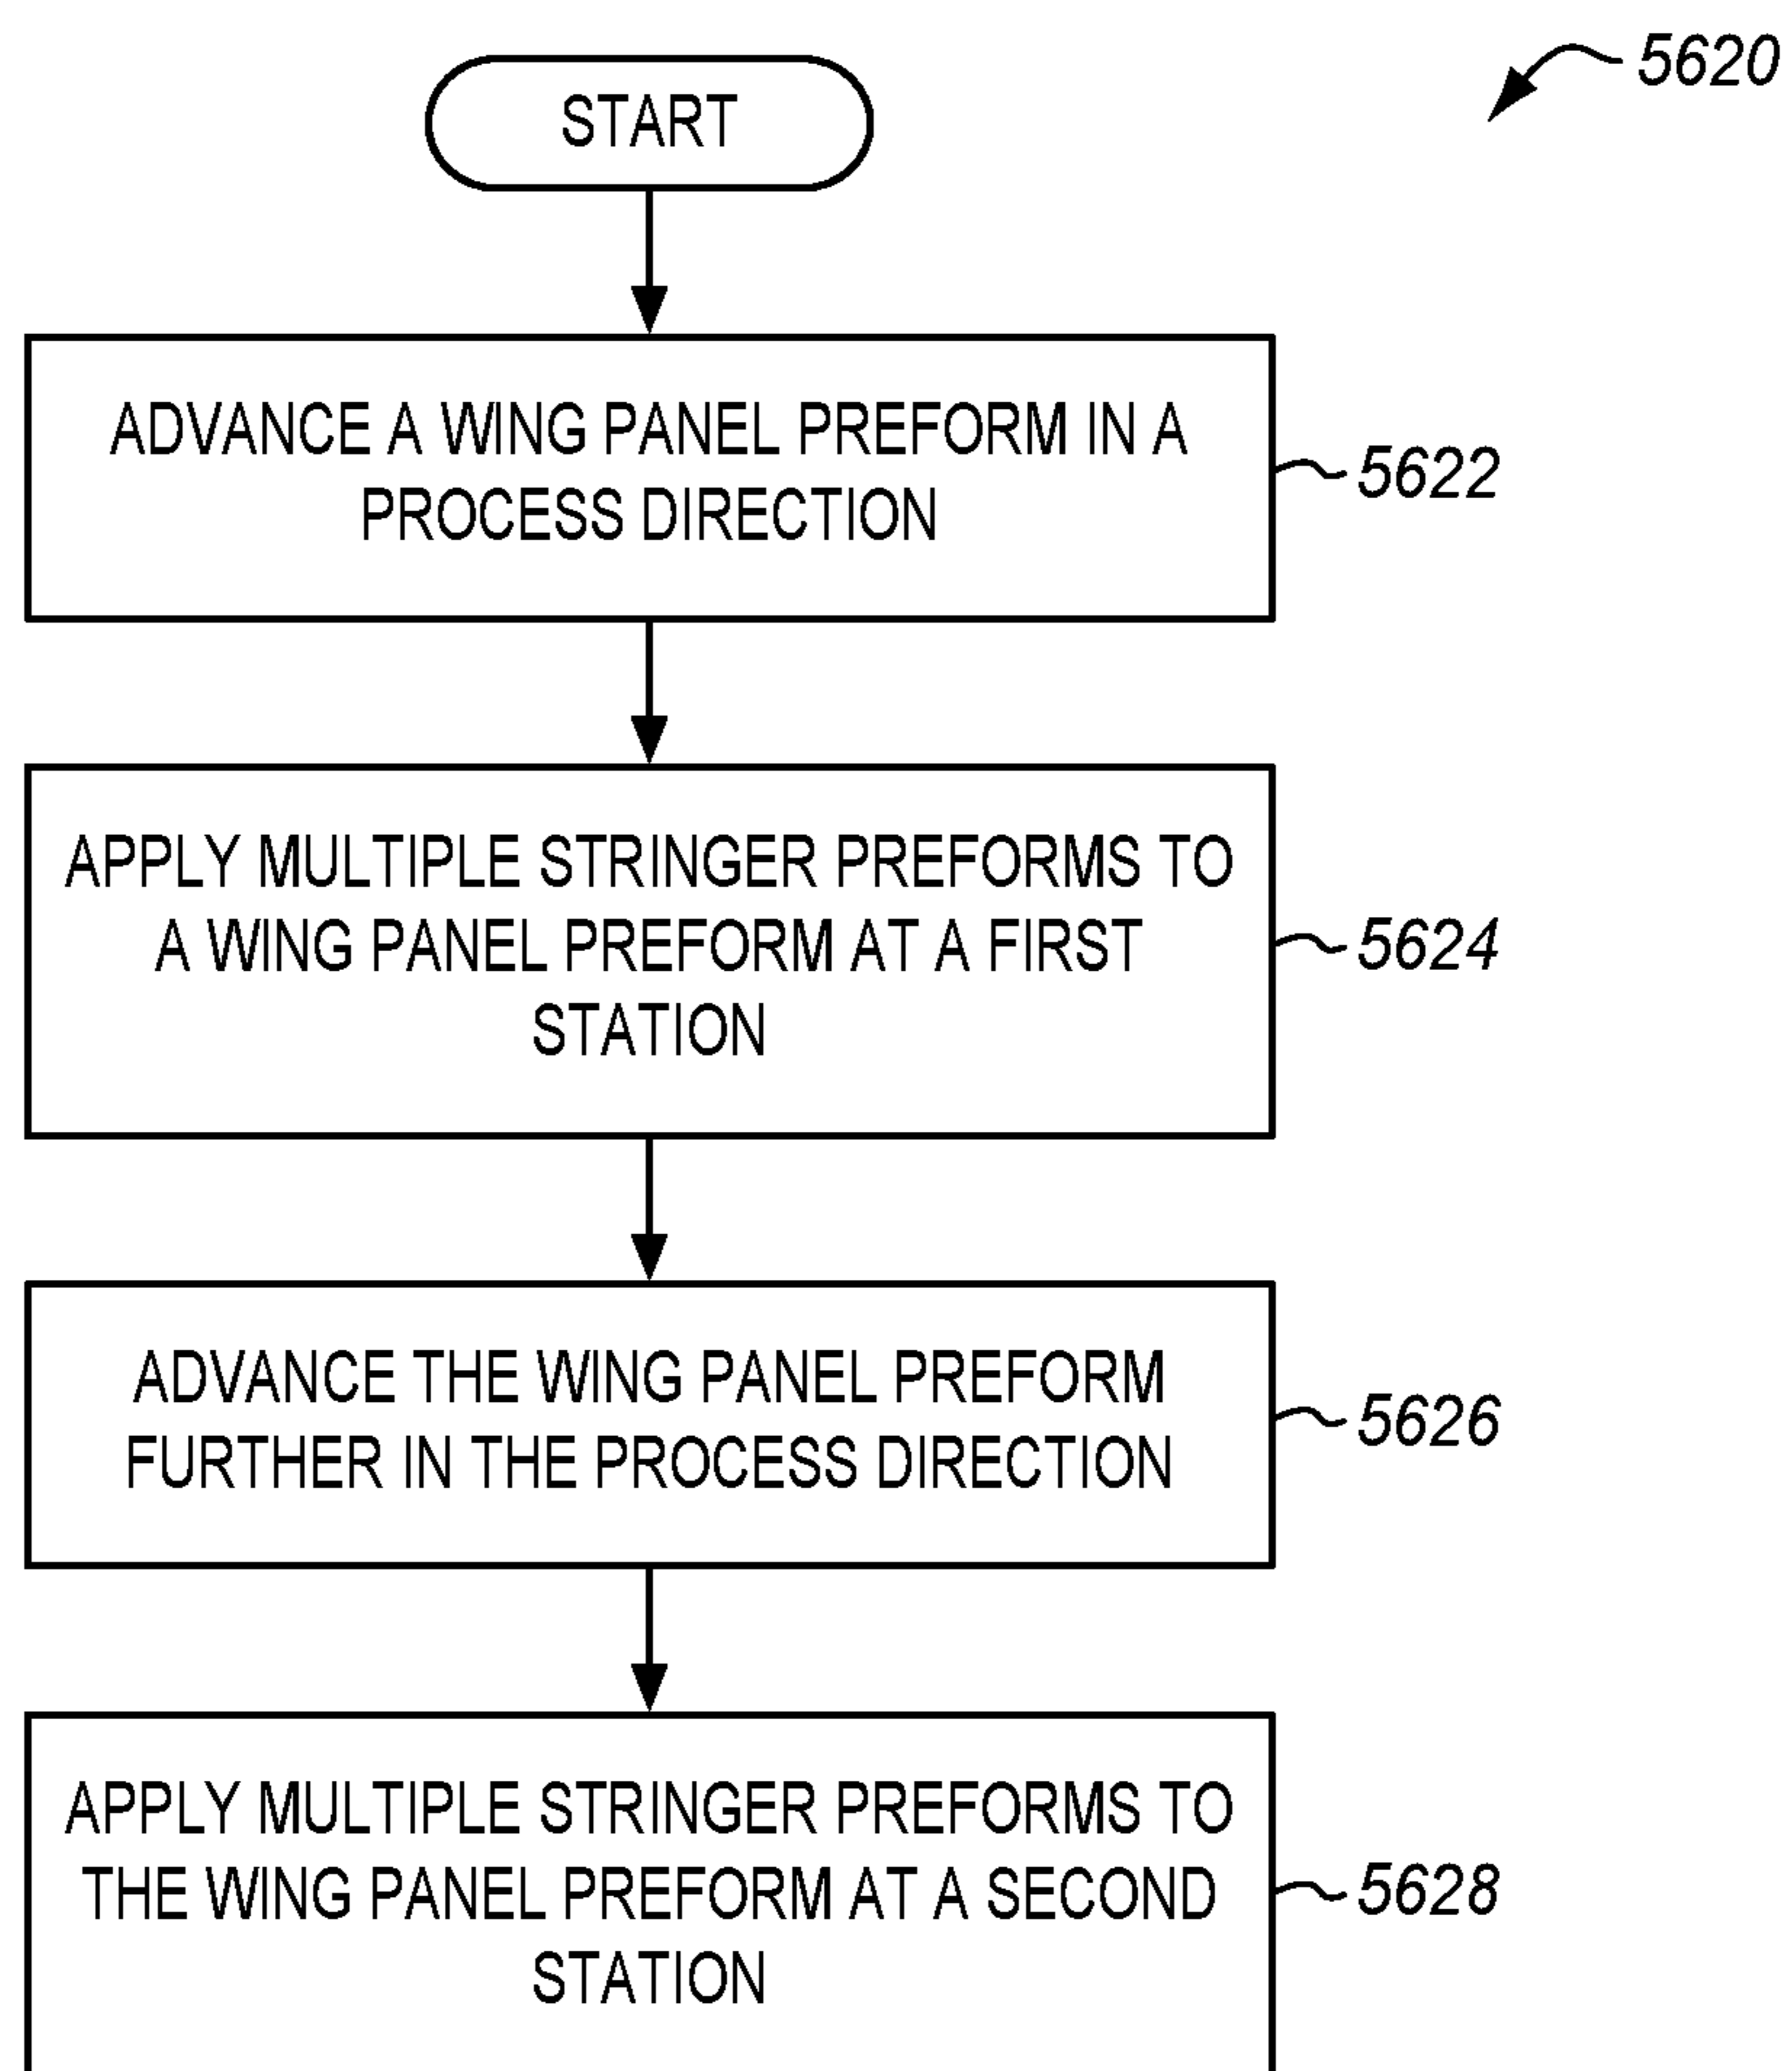 5620
START
ADVANCE A WING PANEL PREFORM IN A
PROCESS DIRECTION
5622
APPLY MULTIPLE STRINGER PREFORMS TO
A WING PANEL PREFORM AT A FIRST
STATION
5624
ADVANCE THE WING PANEL PREFORM
FURTHER IN THE PROCESS DIRECTION
5626
APPLY MULTIPLE STRINGER PREFORMS TO
THE WING PANEL PREFORM AT A SECOND
STATION
5628